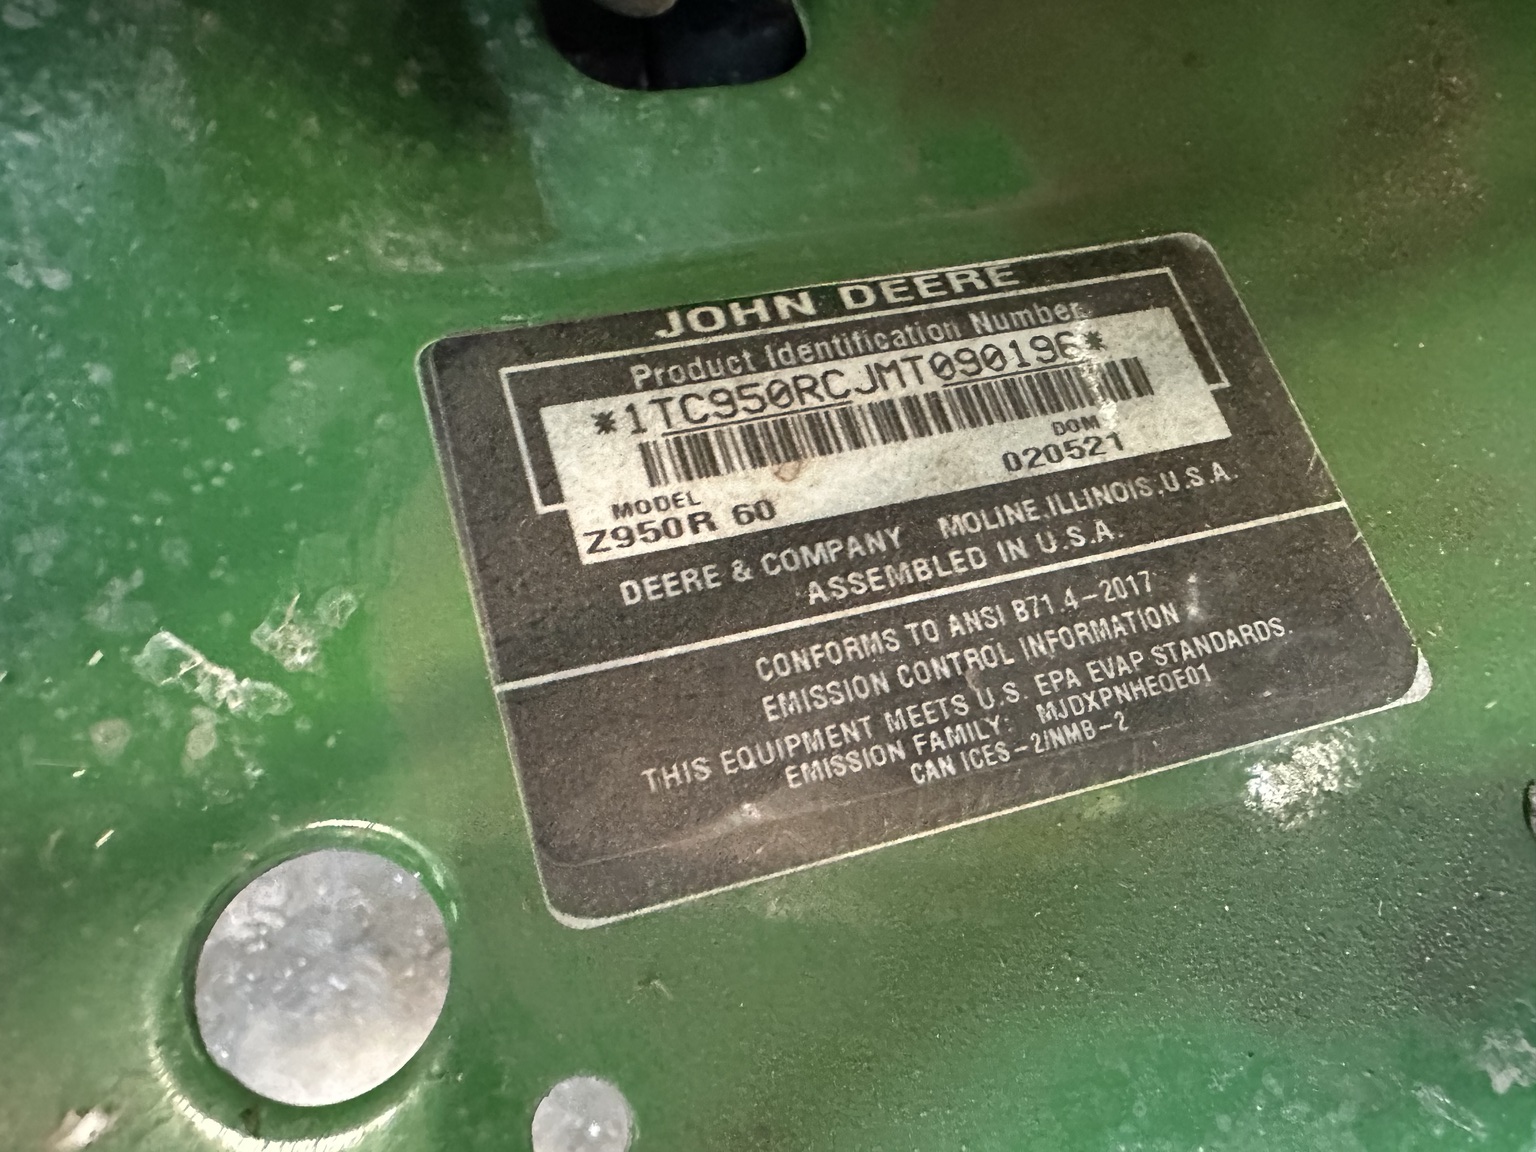 JOHN DEERE
Product Identification Number
*1TC950RCJMT090196*
DOM
020521
MODEL
Z950R 60
DEERE & COMPANY MOLINE, ILLINOIS, U.S.A.
ASSEMBLED IN U.S.A.
CONFORMS TO ANSI B71.4-2017
EMISSION CONTROL INFORMATION
THIS EQUIPMENT MEETS U.S. EPA EVAP STANDARDS.
EMISSION FAMILY: MJDXPNHEQE01
CAN ICES-2/NMB-2